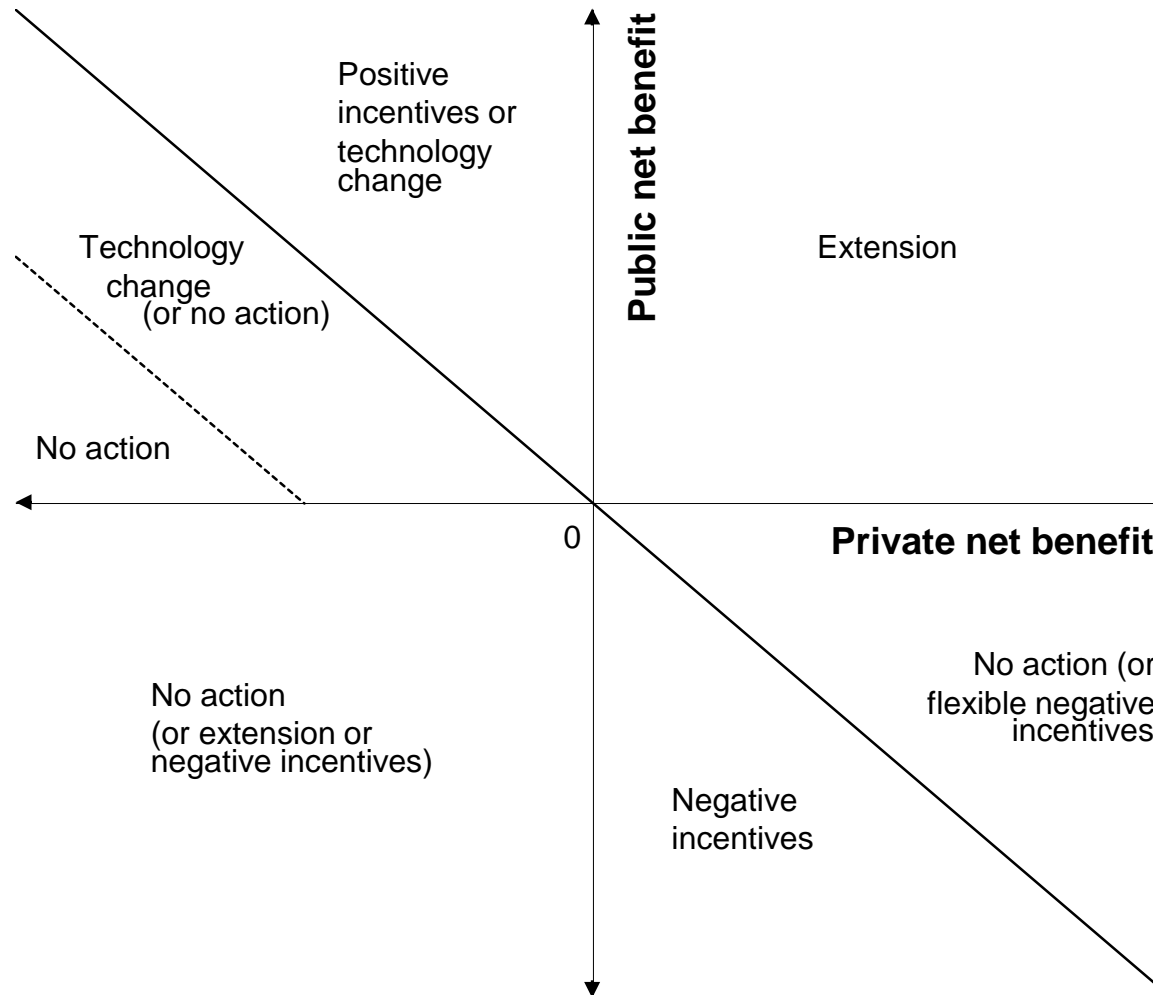 Positive
incentives or
technology
change
Public net benefit
Technology
change
(or no action)
Extension
No action
0
Private net benefit
No action (or
flexible negative
incentives
No action
(or extension or
negative incentives)
Negative
incentives